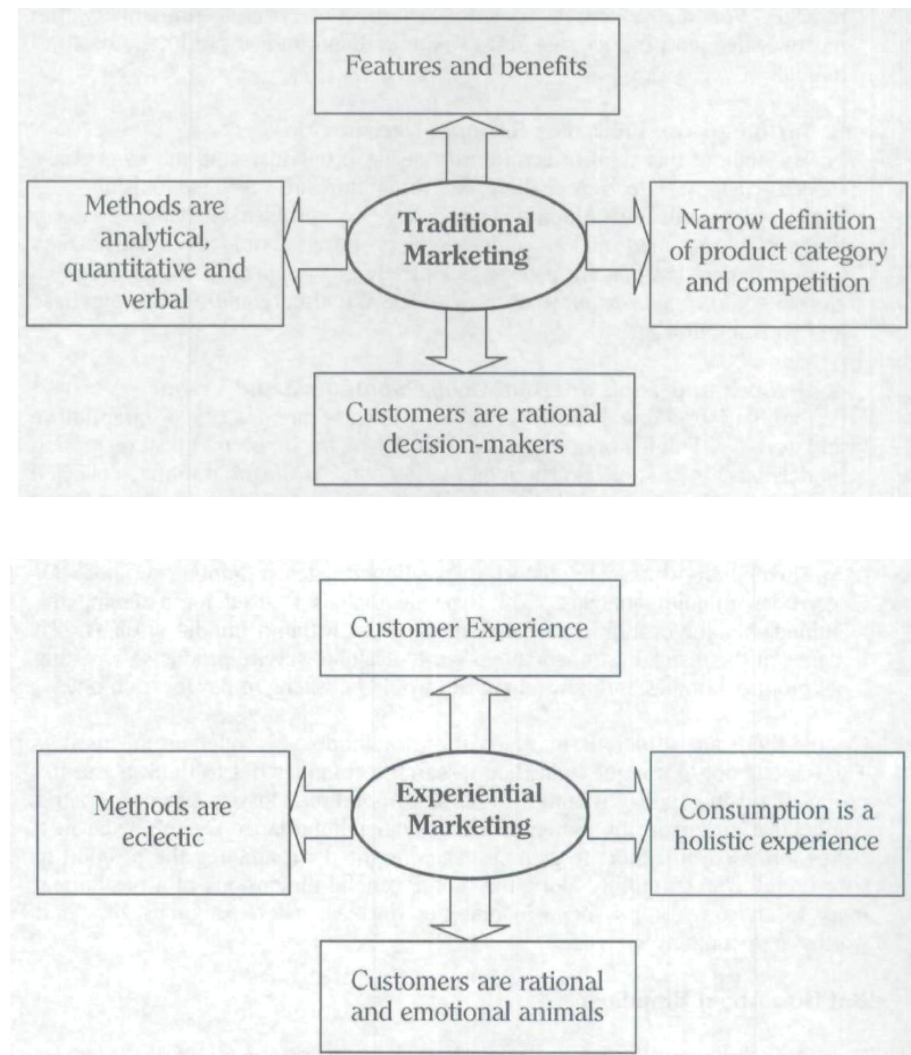 Features and benefits
Methods are
analytical,
quantitative and
verbal
Traditional
Marketing
Narrow definition
of product category
and competition
Customers are rational
decision-makers
Customer Experience
Methods are
eclectic
Experiential
Marketing
Consumption is a
holistic experience
Customers are rational
and emotional animals